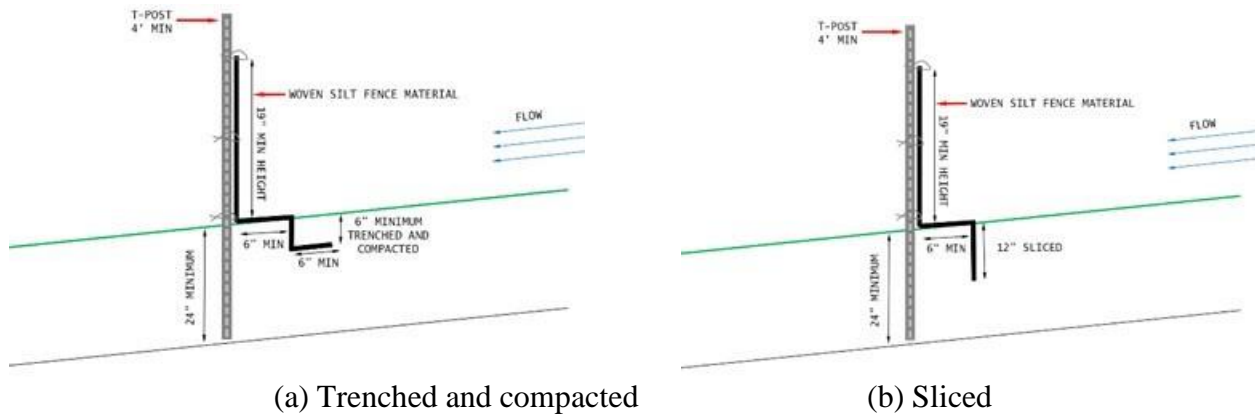 T-POST
4' MIN
WOVEN SILT FENCE MATERIAL
19" MIN HEIGHT
FLOW
6" MIN
6" MINIMUM
TRENCHED AND
COMPACTED
6" MIN
24" MINIMUM
(a) Trenched and compacted
T-POST
4' MIN
WOVEN SILT FENCE MATERIAL
19" MIN HEIGHT
FLOW
6" MIN
12" SLICED
24" MINIMUM
(b) Sliced